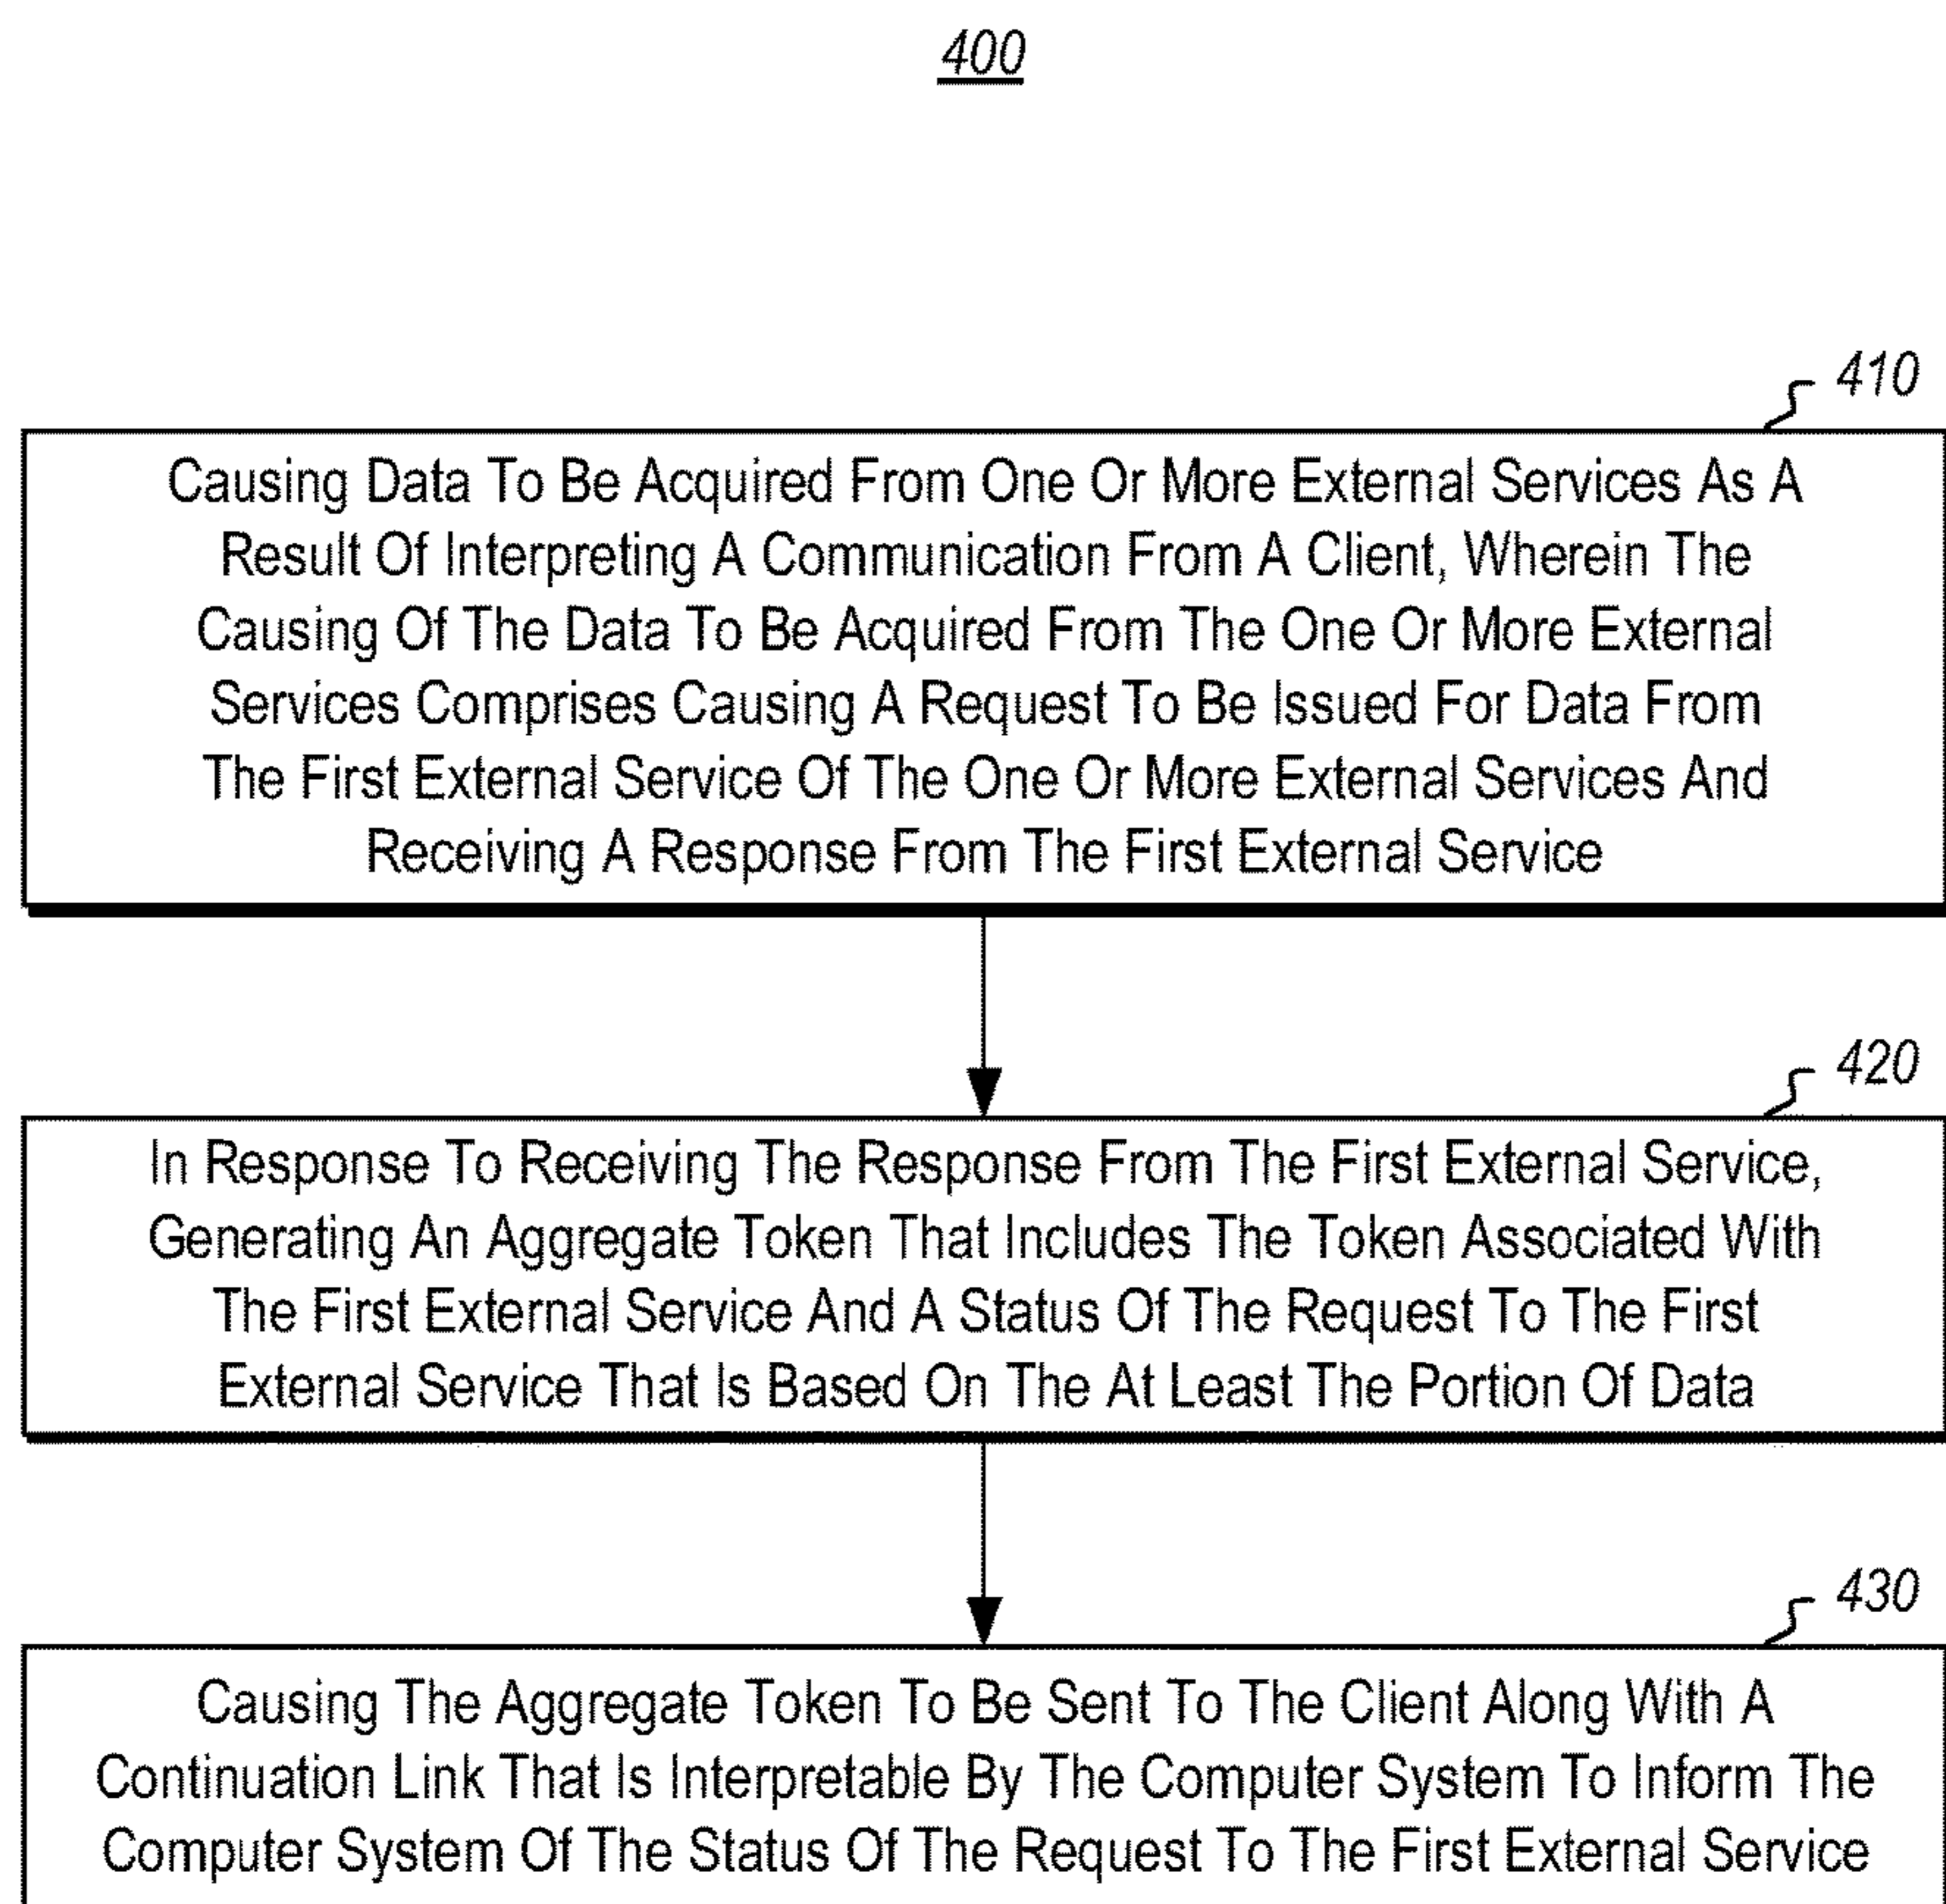 400
410
Causing Data To Be Acquired From One Or More External Services As A
Result Of Interpreting A Communication From A Client, Wherein The
Causing Of The Data To Be Acquired From The One Or More External
Services Comprises Causing A Request To Be Issued For Data From
The First External Service Of The One Or More External Services And
Receiving A Response From The First External Service
420
In Response To Receiving The Response From The First External Service,
Generating An Aggregate Token That Includes The Token Associated With
The First External Service And A Status Of The Request To The First
External Service That Is Based On The At Least The Portion Of Data
430
Causing The Aggregate Token To Be Sent To The Client Along With A
Continuation Link That Is Interpretable By The Computer System To Inform The
Computer System Of The Status Of The Request To The First External Service